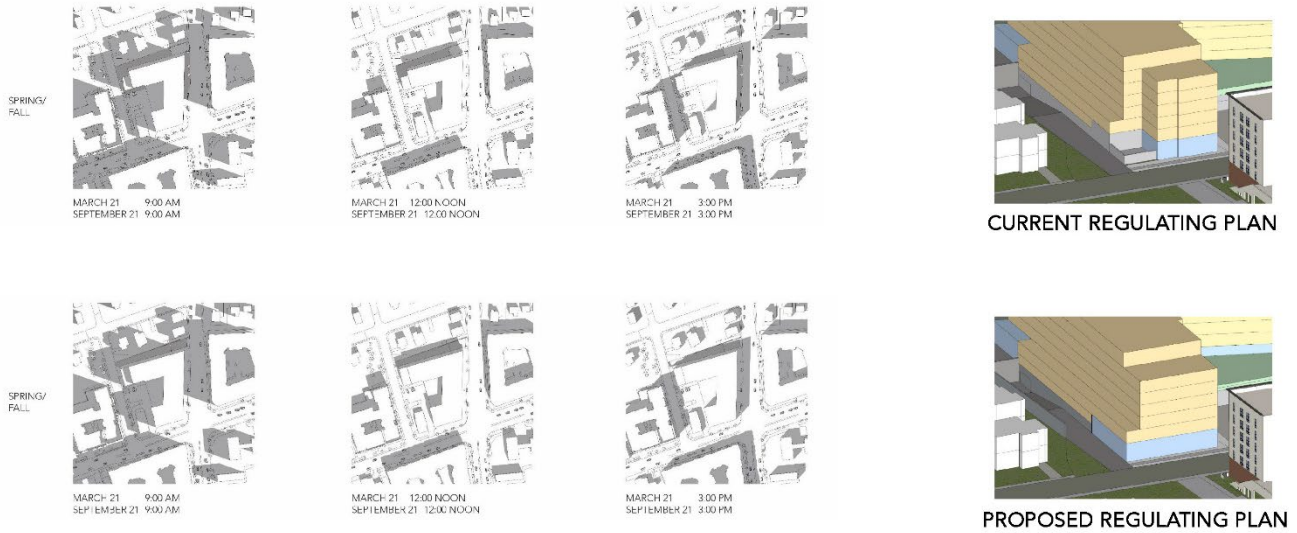 SPRING/
FALL
MARCH 21 9:00 AM
SEPTEMBER 21 9:00 AM
MARCH 21 12:00 NOON
SEPTEMBER 21 12:00 NOON
MARCH 21 3:00 PM
SEPTEMBER 21 3:00 PM
CURRENT REGULATING PLAN
SPRING/
FALL
MARCH 21 9:00 AM
SEPTEMBER 21 9:00 AM
MARCH 21 12:00 NOON
SEPTEMBER 21 12:00 NOON
MARCH 21 3:00 PM
SEPTEMBER 21 3:00 PM
PROPOSED REGULATING PLAN